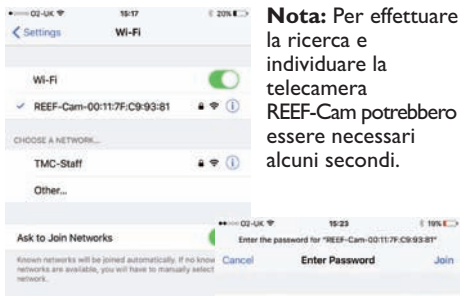 02-UK 15:17 20%
Settings Wi-Fi
Wi-Fi
REEF-Cam-00:11:7F:C9:93:81
CHOOSE A NETWORK...
TMC-Staff
Other...
Ask to Join Networks
Known networks will be joined automatically. If no know
networks are available, you will have to manually select
network.
02-UK 15:23 19%
Enter the password for "REEF-Cam-00:11:7F:C9:93:81"
Cancel Enter Password Join
Nota: Per effettuare
la ricerca e
individuare la
telecamera
REEF-Cam potrebbero
essere necessari
alcuni secondi.